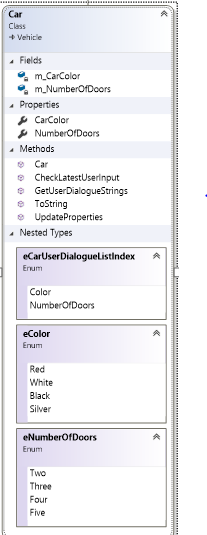 Car
Class
Vehicle
Fields
m_CarColor
m_NumberOfDoors
Properties
CarColor
NumberOfDoors
Methods
Car
CheckLatestUserInput
GetUserDialogueStrings
ToString
UpdateProperties
Nested Types
eCarUserDialogueListIndex
Enum
Color
NumberOfDoors
eColor
Enum
Red
White
Black
Silver
eNumberOfDoors
Enum
Two
Three
Four
Five